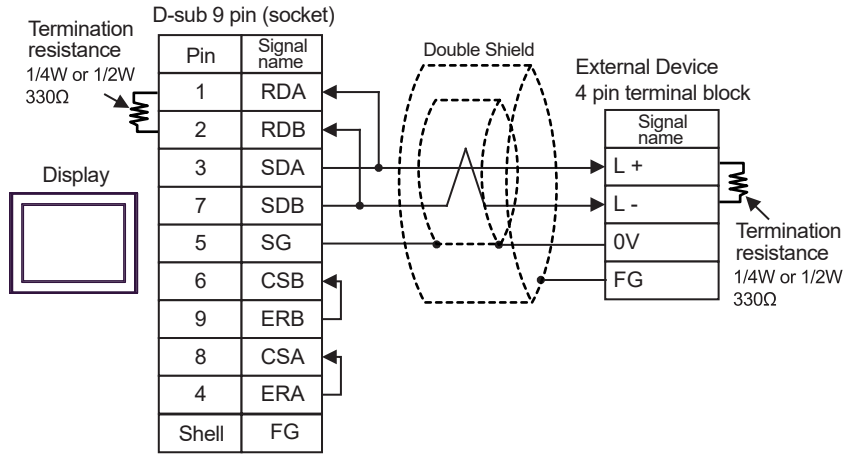 D-sub 9 pin (socket)
Termination
resistance
1/4W or 1/2W
330Ω
Pin Signal name
1 RDA
2 RDB
3 SDA
7 SDB
5 SG
6 CSB
9 ERB
8 CSA
4 ERA
Shell FG
Display
Double Shield
External Device
4 pin terminal block
Signal
name
L +
L -
0V
FG
Termination
resistance
1/4W or 1/2W
330Ω